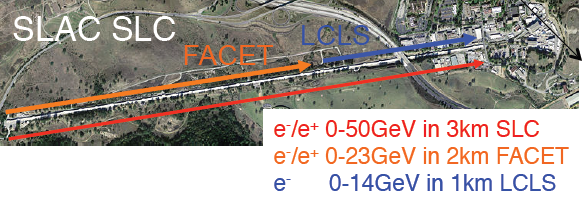 SLAC SLC
FACET
LCLS
e-/e+ 0-50GeV in 3km SLC
e-/e+ 0-23GeV in 2km FACET
e- 0-14GeV in 1km LCLS